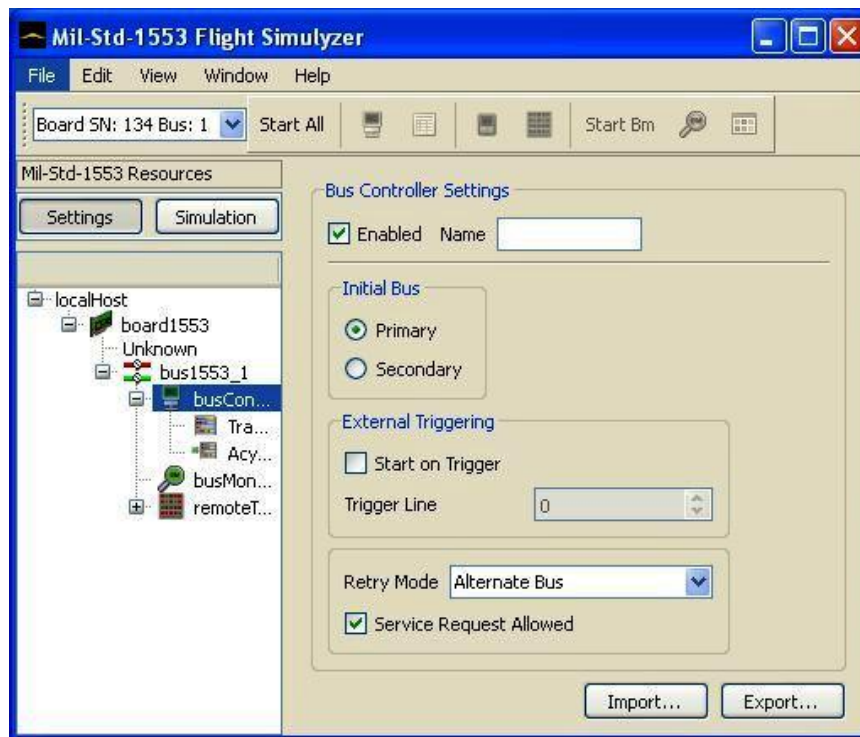 Mil-Std-1553 Flight Simulyzer
File Edit View Window Help
Board SN: 134 Bus: 1 Start All Start Bm
Mil-Std-1553 Resources
Settings Simulation
localHost
board1553
Unknown
bus1553_1
busCon...
Tra...
Acy...
busMon...
remoteT...
Bus Controller Settings
Enabled Name
Initial Bus
Primary
Secondary
External Triggering
Start on Trigger
Trigger Line 0
Retry Mode Alternate Bus
Service Request Allowed
Import... Export...